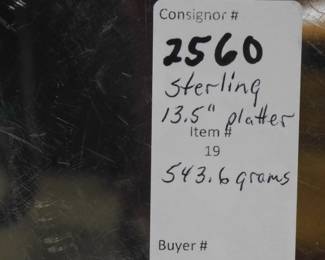 Consignor #
2560
Sterling
13.5" platter
Item #
19
543.6 grams
Buyer #